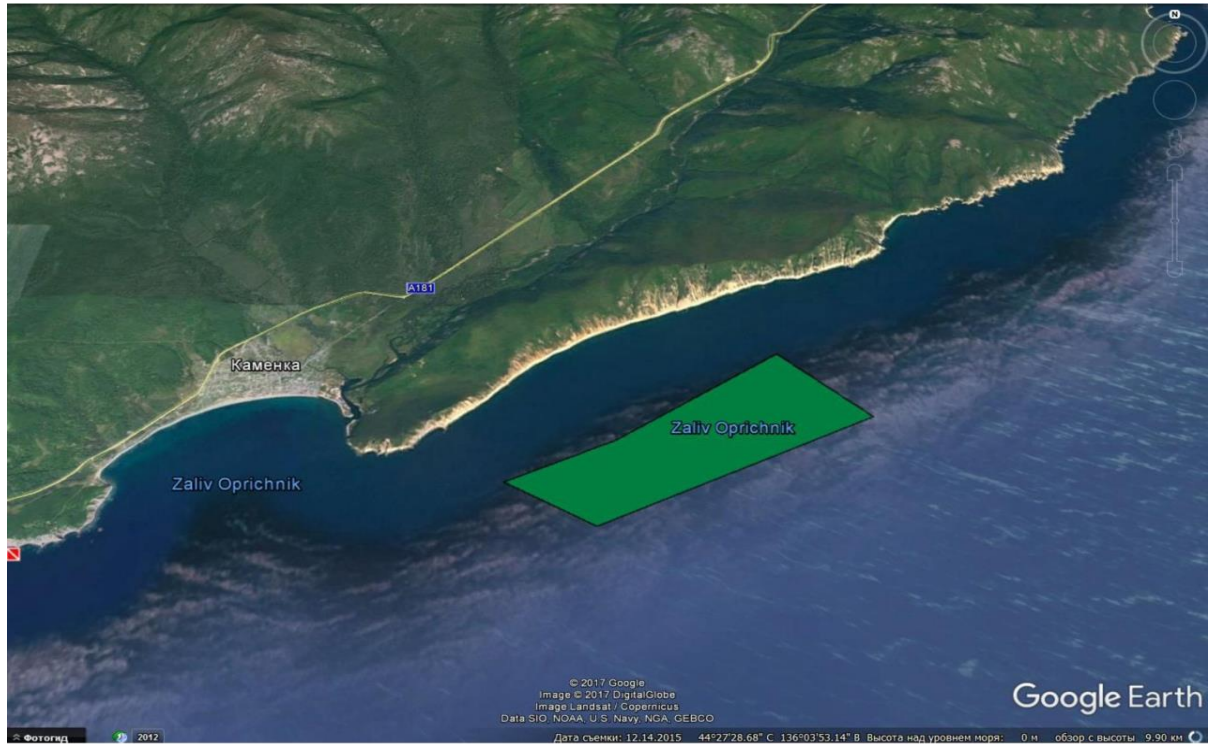 N
A181
Каменка
Zaliv Oprichnik
Zaliv Oprichnik
© 2017 Google
Image © 2017 DigitalGlobe
Image Landsat / Copernicus
Data SIO, NOAA, U.S. Navy, NGA, GEBCO
Google Earth
Фотогид 2012 Дата съемки: 12.14.2015 44°27'28.68" С 136°03'53.14" В Высота над уровнем моря: 0 м обзор с высоты 9.90 км